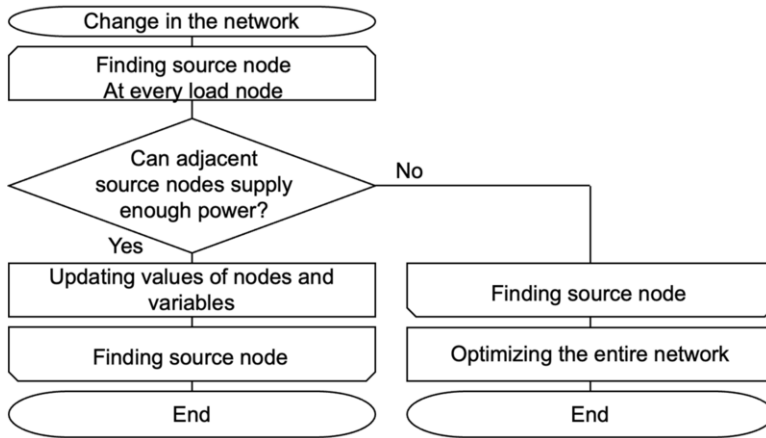 Change in the network
Finding source node
At every load node
Can adjacent
source nodes supply
enough power?
No
Yes
Updating values of nodes and
variables
Finding source node
End
Finding source node
Optimizing the entire network
End